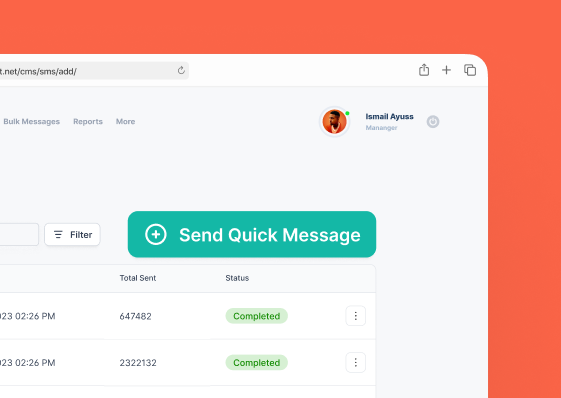 t.net/cms/sms/add/
Bulk Messages Reports More
Ismail Ayuss
Mananger
Filter
Send Quick Message
Total Sent Status
023 02:26 PM 647482 Completed
023 02:26 PM 2322132 Completed